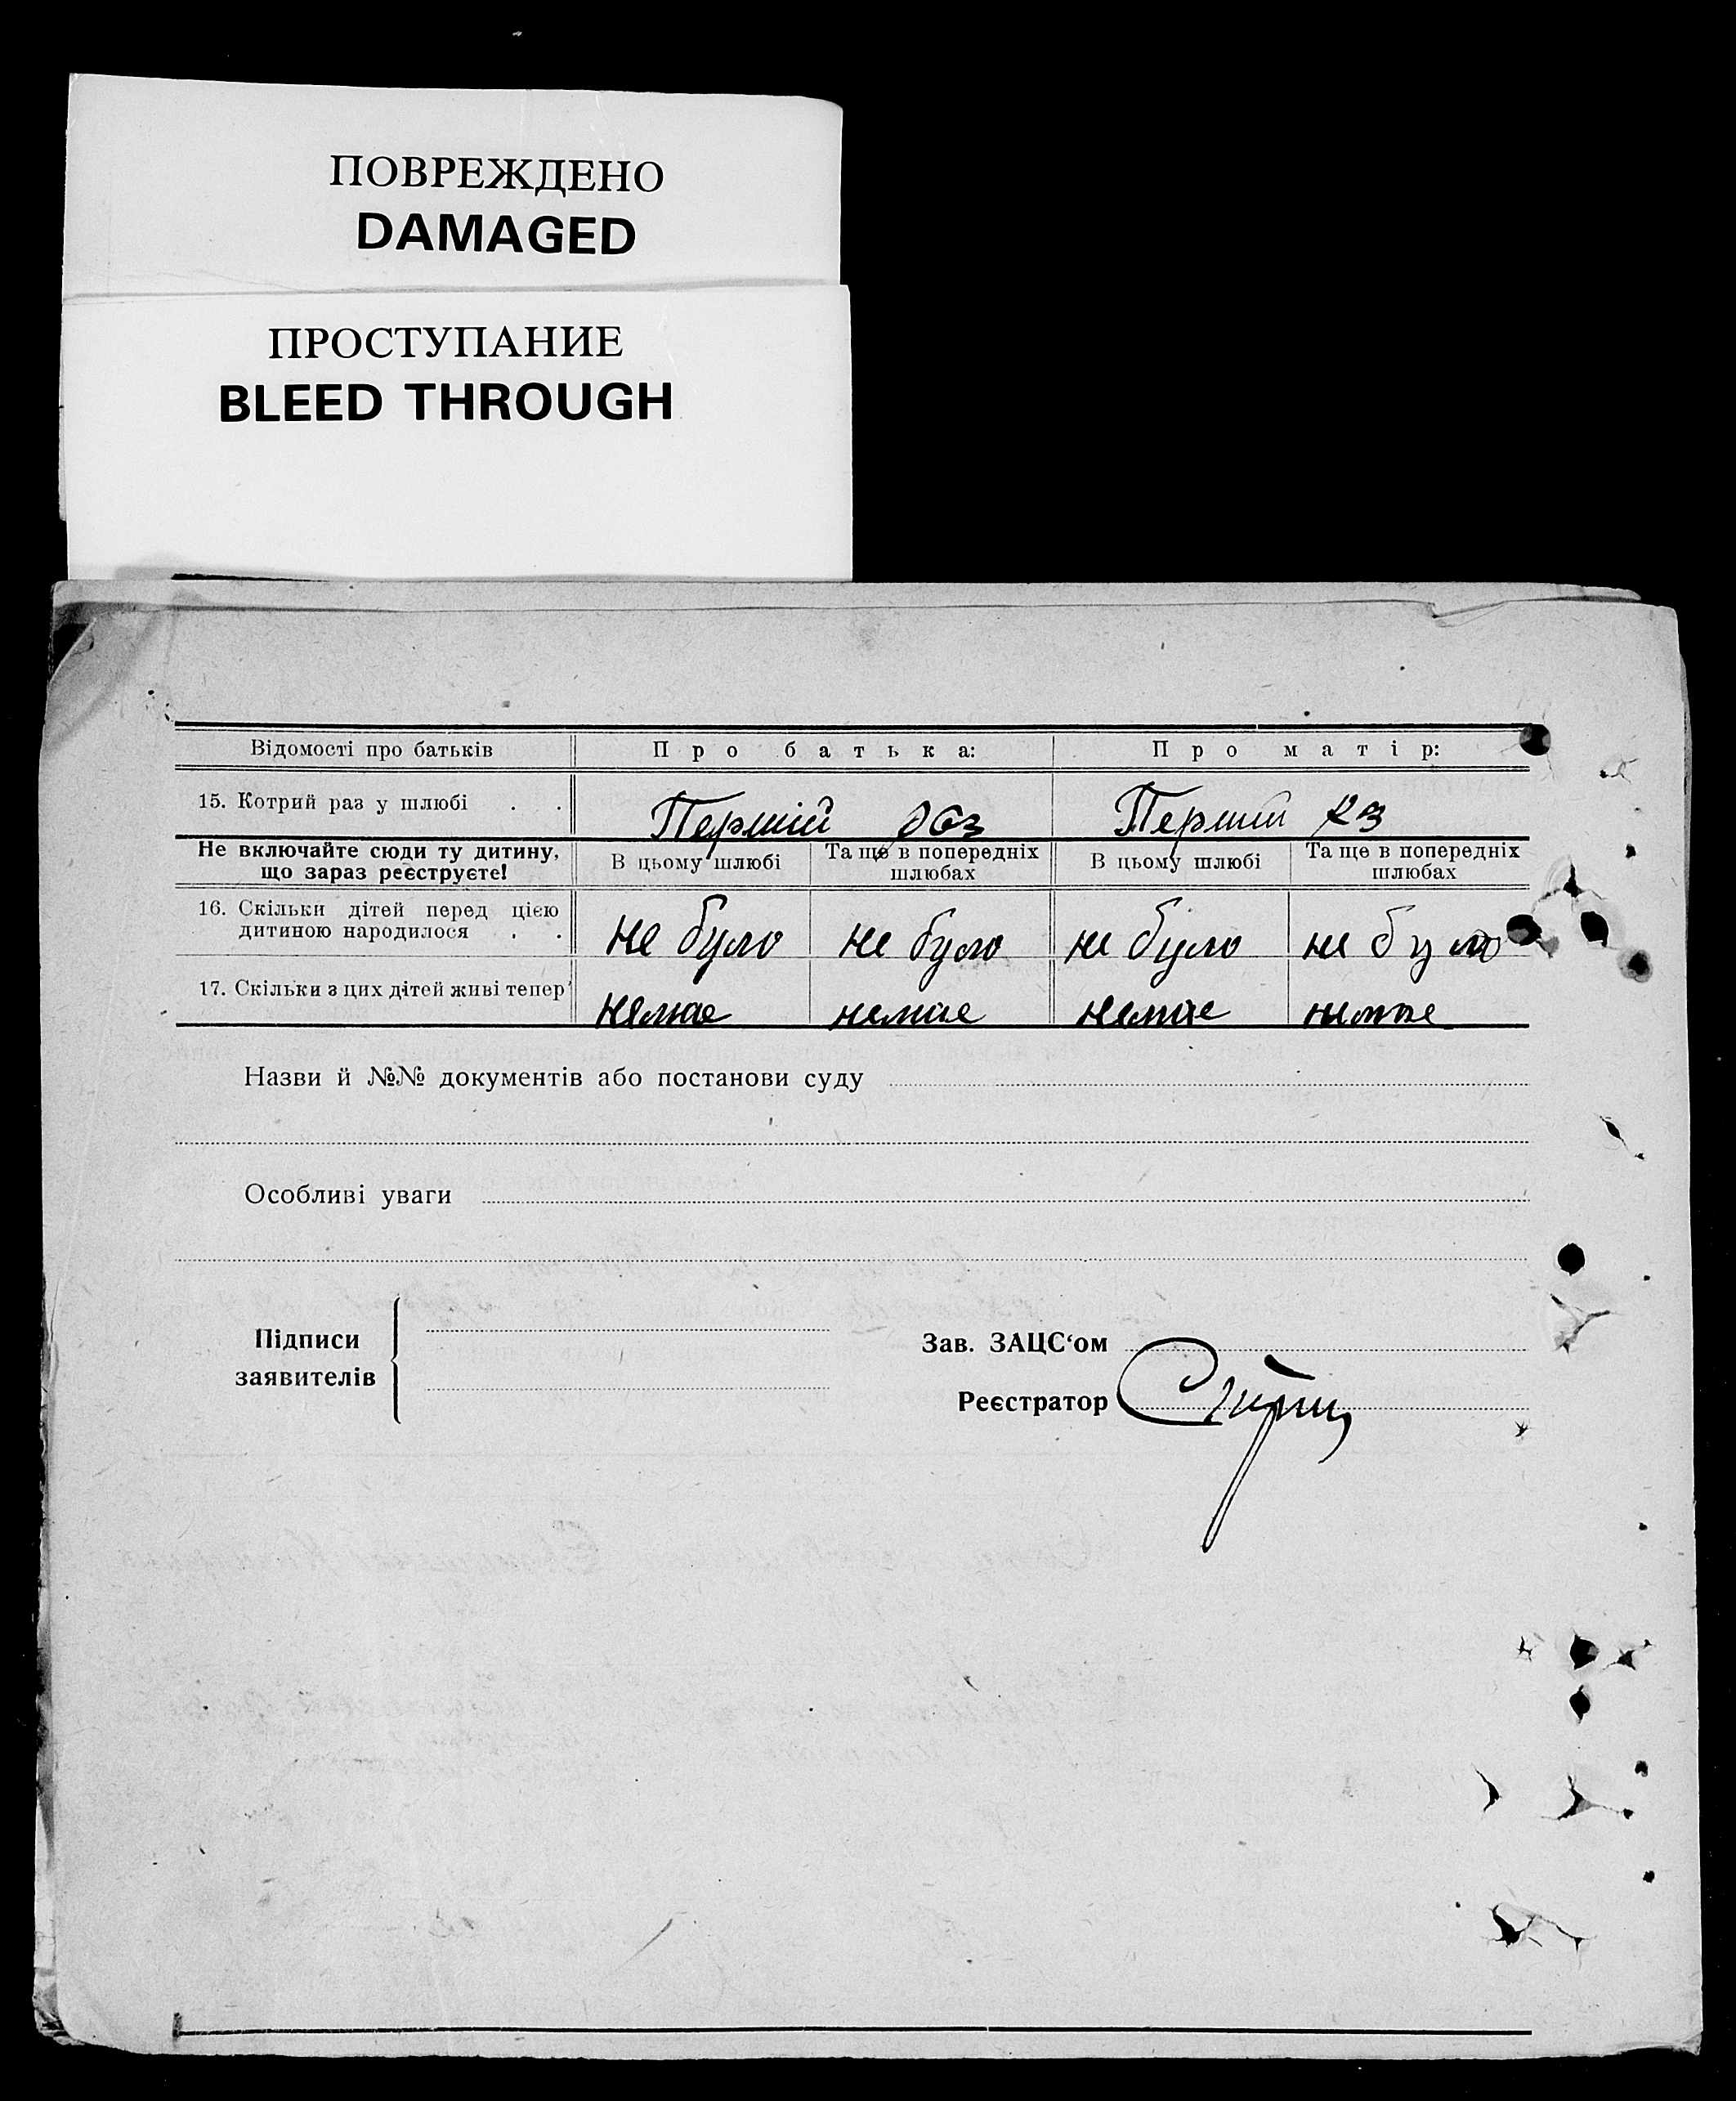 ПОВРЕЖДЕНО
DAMAGED
ПРОСТУПАНИЕ
BLEED THROUGH
Відомості про батьків Про батька: Про матір:
15. Котрий раз у шлюбі . . Перший раз Перший раз
Не включайте сюди ту дитину, що зараз реєструєте! В цьому шлюбі Та ще в попередніх шлюбах В цьому шлюбі Та ще в попередніх шлюбах
16. Скільки дітей перед цією
дитиною народилося . . не було не було не було не було
17. Скільки з цих дітей живі тепер немає немає немає немає
Назви й №№ документів або постанови суду
Особливі уваги
Підписи
заявителів
Зав. ЗАЦС‘ом
Реєстратор